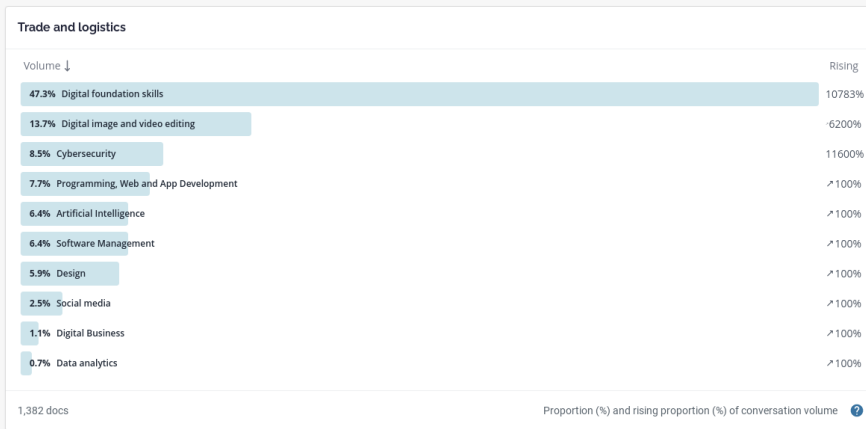 Trade and logistics
Volume ↓ Rising
47.3% Digital foundation skills 10783%
13.7% Digital image and video editing 6200%
8.5% Cybersecurity 11600%
7.7% Programming, Web and App Development ↗100%
6.4% Artificial Intelligence ↗100%
6.4% Software Management ↗100%
5.9% Design ↗100%
2.5% Social media ↗100%
1.1% Digital Business ↗100%
0.7% Data analytics ↗100%
1,382 docs Proportion (%) and rising proportion (%) of conversation volume ?